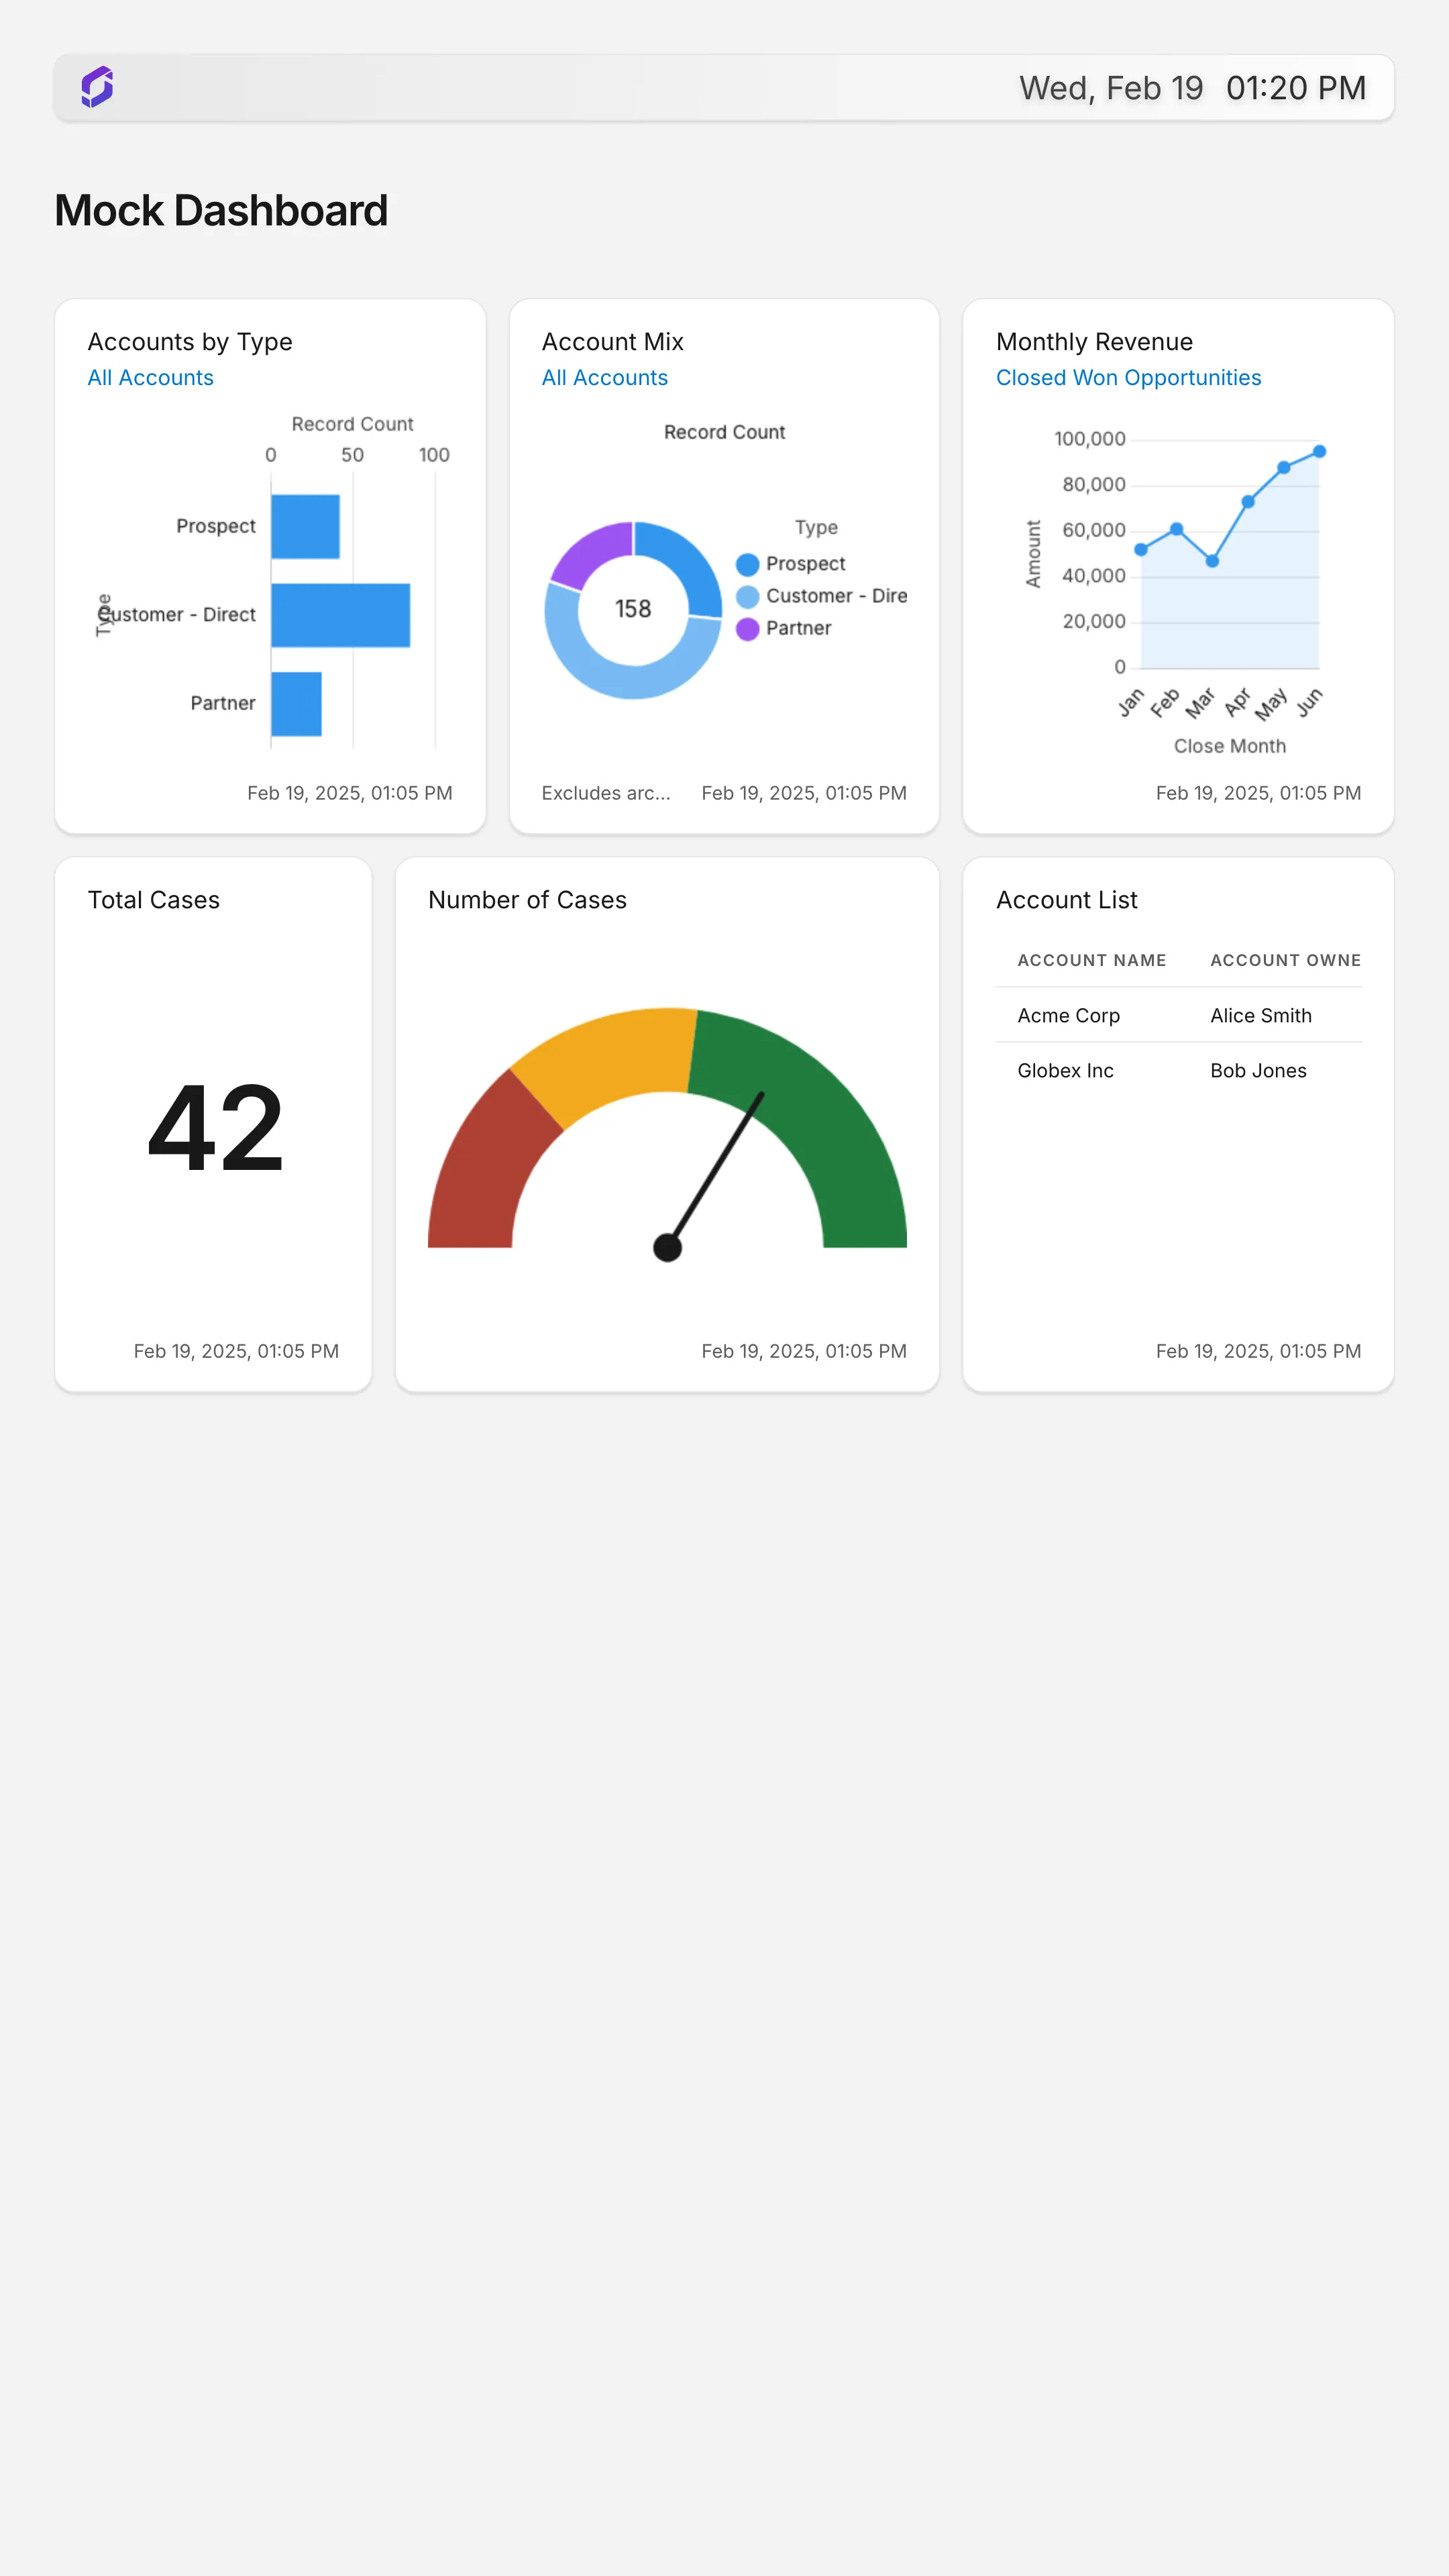 Wed, Feb 19 01:20 PM
Mock Dashboard
Accounts by Type
All Accounts
Record Count
0 50 100
Type
Prospect
Customer - Direct
Partner
Feb 19, 2025, 01:05 PM
Account Mix
All Accounts
Record Count
158
Type
Prospect
Customer - Dire
Partner
Excludes arc... Feb 19, 2025, 01:05 PM
Monthly Revenue
Closed Won Opportunities
Amount
100,000
80,000
60,000
40,000
20,000
0
Jan Feb Mar Apr May Jun
Close Month
Feb 19, 2025, 01:05 PM
Total Cases
42
Feb 19, 2025, 01:05 PM
Number of Cases
Feb 19, 2025, 01:05 PM
Account List
ACCOUNT NAME ACCOUNT OWNE
Acme Corp Alice Smith
Globex Inc Bob Jones
Feb 19, 2025, 01:05 PM